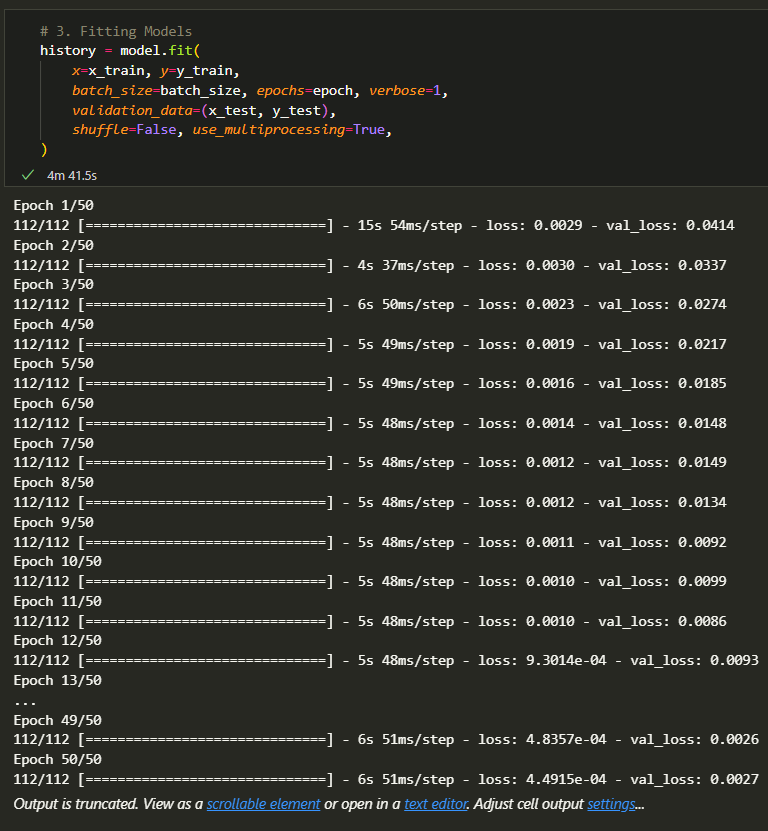 # 3. Fitting Models
history = model.fit(
x=x_train, y=y_train,
batch_size=batch_size, epochs=epoch, verbose=1,
validation_data=(x_test, y_test),
shuffle=False, use_multiprocessing=True,
)
4m 41.5s
Epoch 1/50
112/112 [==============================] - 15s 54ms/step - loss: 0.0029 - val_loss: 0.0414
Epoch 2/50
112/112 [==============================] - 4s 37ms/step - loss: 0.0030 - val_loss: 0.0337
Epoch 3/50
112/112 [==============================] - 6s 50ms/step - loss: 0.0023 - val_loss: 0.0274
Epoch 4/50
112/112 [==============================] - 5s 49ms/step - loss: 0.0019 - val_loss: 0.0217
Epoch 5/50
112/112 [==============================] - 5s 49ms/step - loss: 0.0016 - val_loss: 0.0185
Epoch 6/50
112/112 [==============================] - 5s 48ms/step - loss: 0.0014 - val_loss: 0.0148
Epoch 7/50
112/112 [==============================] - 5s 48ms/step - loss: 0.0012 - val_loss: 0.0149
Epoch 8/50
112/112 [==============================] - 5s 48ms/step - loss: 0.0012 - val_loss: 0.0134
Epoch 9/50
112/112 [==============================] - 5s 48ms/step - loss: 0.0011 - val_loss: 0.0092
Epoch 10/50
112/112 [==============================] - 5s 48ms/step - loss: 0.0010 - val_loss: 0.0099
Epoch 11/50
112/112 [==============================] - 5s 48ms/step - loss: 0.0010 - val_loss: 0.0086
Epoch 12/50
112/112 [==============================] - 5s 48ms/step - loss: 9.3014e-04 - val_loss: 0.0093
Epoch 13/50
...
Epoch 49/50
112/112 [==============================] - 6s 51ms/step - loss: 4.8357e-04 - val_loss: 0.0026
Epoch 50/50
112/112 [==============================] - 6s 51ms/step - loss: 4.4915e-04 - val_loss: 0.0027
Output is truncated. View as a scrollable element or open in a text editor. Adjust cell output settings...